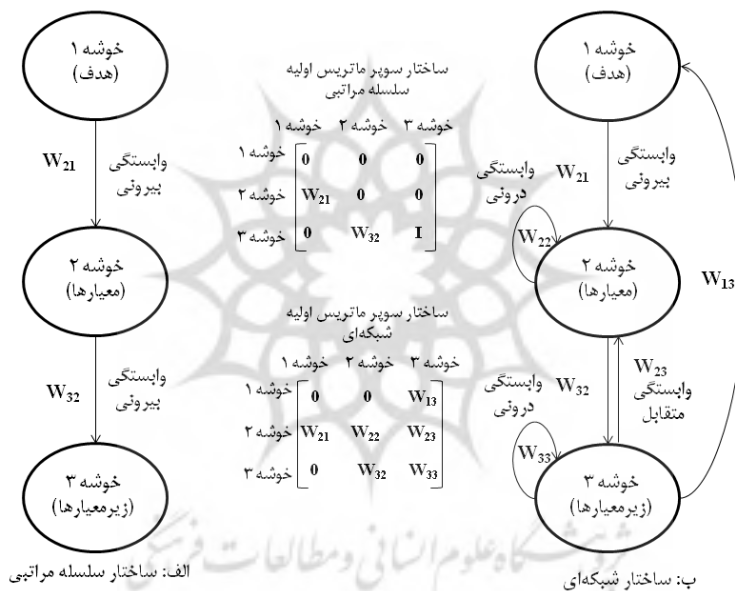 خوشه ۱
(هدف)
W13
W21
وابستگی
بیرونی
وابستگی
درونی
W22
خوشه ۲
(معیارها)
W23
وابستگی
متقابل
W32
وابستگی
درونی
W33
خوشه ۳
(زیرمعیارها)
ب: ساختار شبکه‌ای
ساختار سوپر ماتریس اولیه
سلسله مراتبی
خوشه ۱ خوشه ۲ خوشه ۳
خوشه ۱ 0 0 0
خوشه ۲ W21 0 0
خوشه ۳ 0 W32 I
ساختار سوپر ماتریس اولیه
شبکه‌ای
خوشه ۱ خوشه ۲ خوشه ۳
خوشه ۱ 0 0 W13
خوشه ۲ W21 W22 W23
خوشه ۳ 0 W32 W33
خوشه ۱
(هدف)
W21
وابستگی
بیرونی
خوشه ۲
(معیارها)
W32
وابستگی
بیرونی
خوشه ۳
(زیرمعیارها)
الف: ساختار سلسله مراتبی
پژوهشگاه علوم انسانی و مطالعات فرهنگی